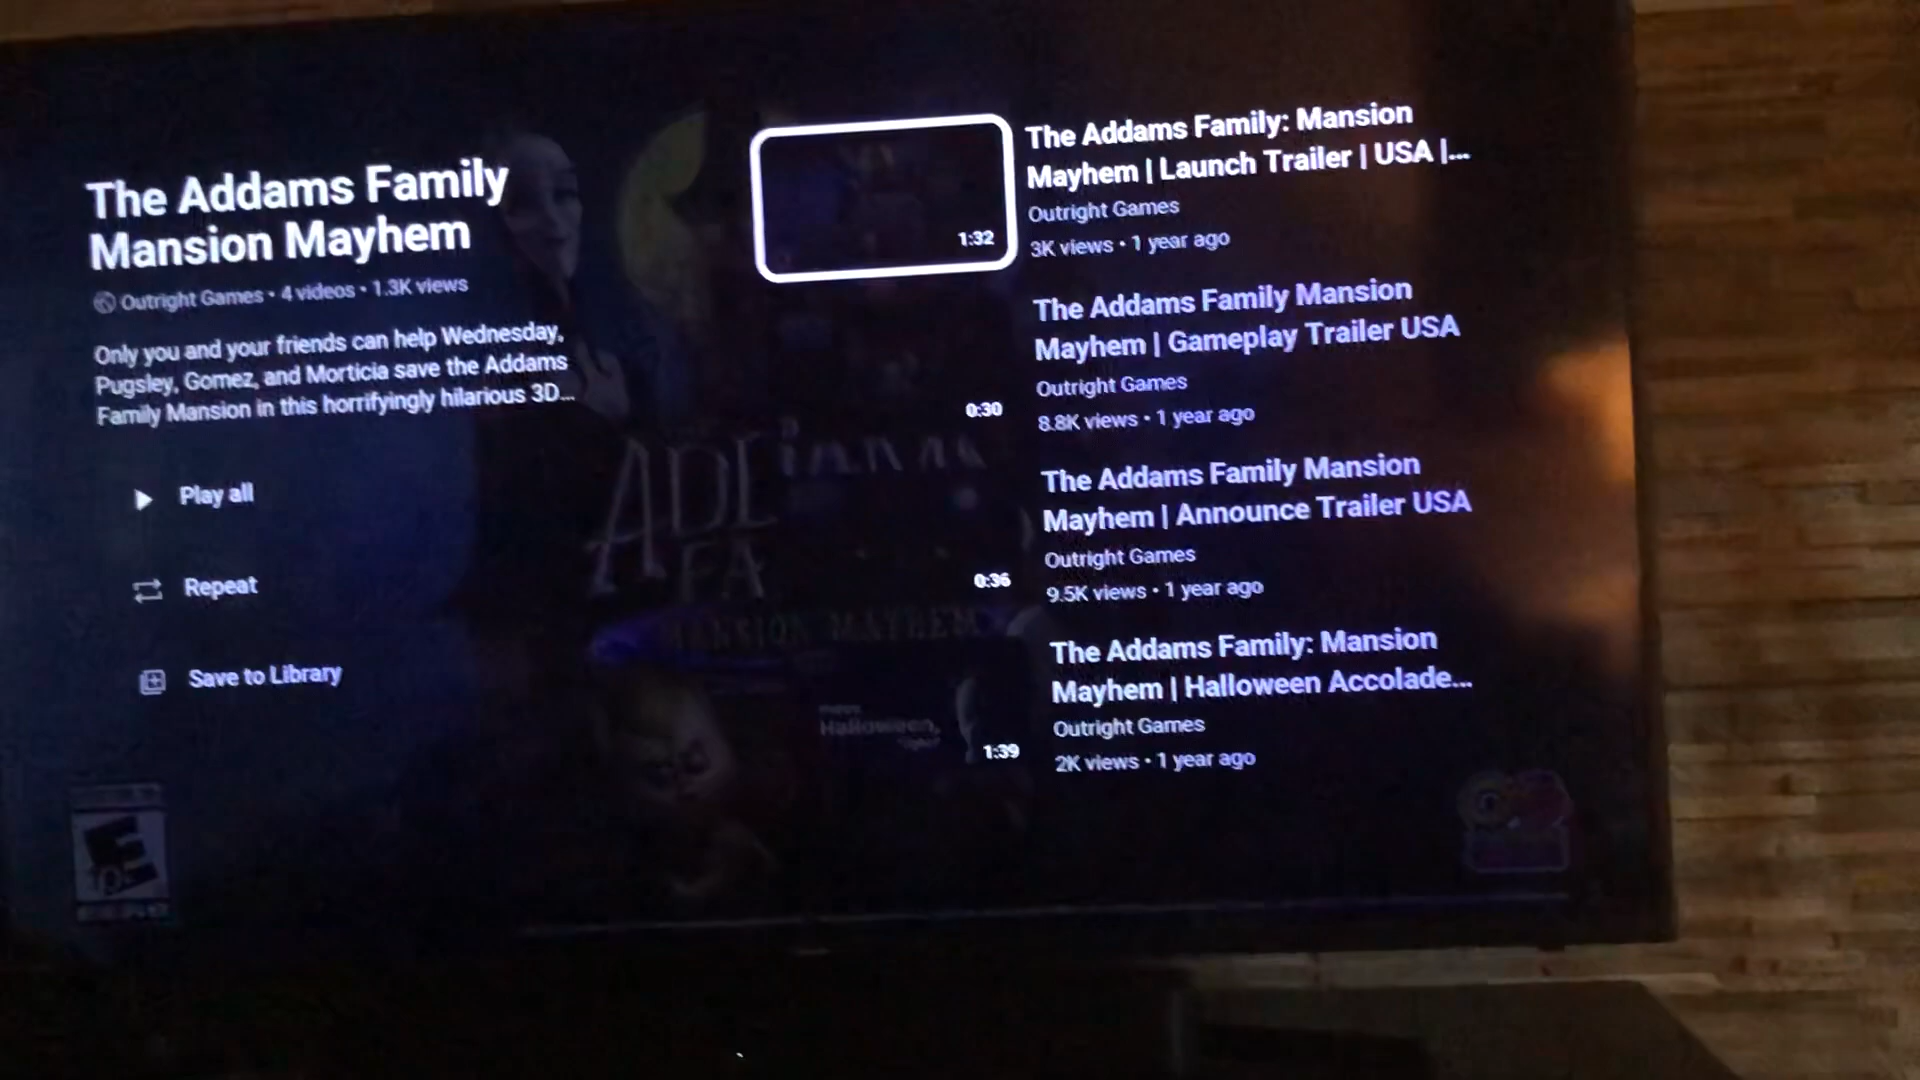 The Addams Family
Mansion Mayhem
Outright Games • 4 videos • 1.3K views
Only you and your friends can help Wednesday,
Pugsley, Gomez, and Morticia save the Addams
Family Mansion in this horrifyingly hilarious 3D...
Play all
Repeat
Save to Library
1:32
The Addams Family: Mansion
Mayhem | Launch Trailer | USA |...
Outright Games
3K views • 1 year ago
0:30
The Addams Family Mansion
Mayhem | Gameplay Trailer USA
Outright Games
8.8K views • 1 year ago
0:36
The Addams Family Mansion
Mayhem | Announce Trailer USA
Outright Games
9.5K views • 1 year ago
1:39
The Addams Family: Mansion
Mayhem | Halloween Accolade...
Outright Games
2K views • 1 year ago
FA
MANSION MAYHEM
Halloween,
E